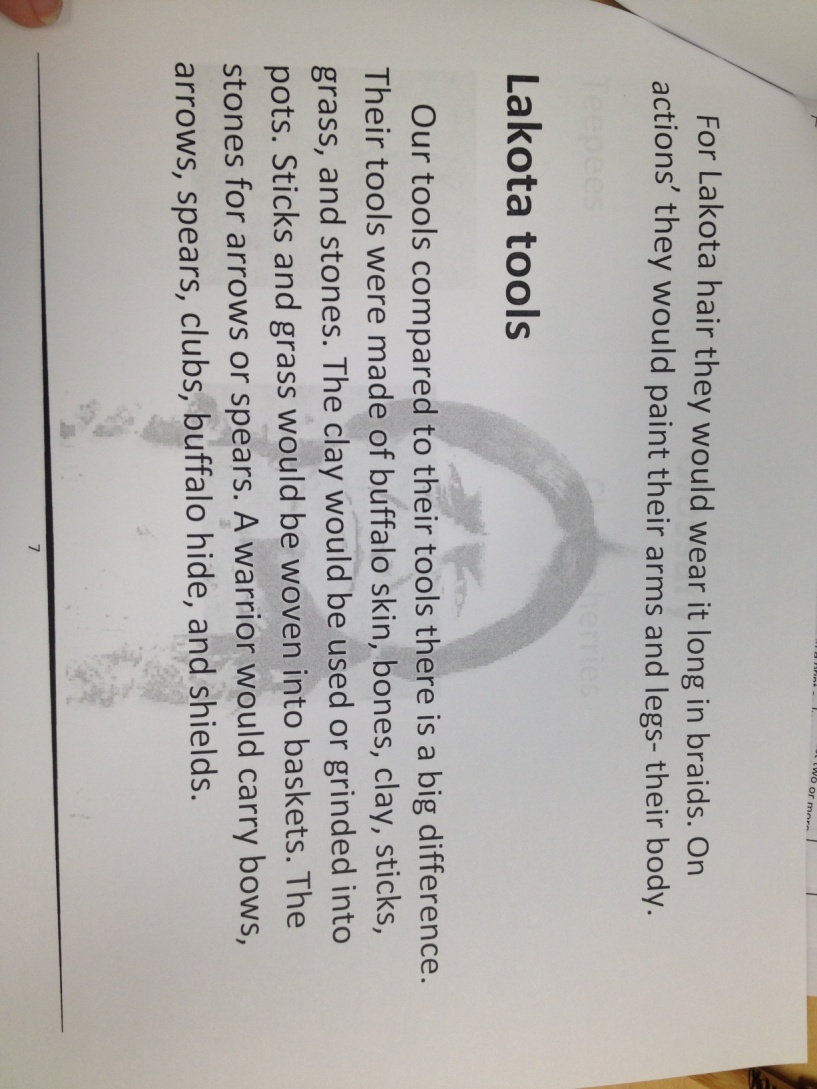 For Lakota hair they would wear it long in braids. On
actions’ they would paint their arms and legs- their body.
Lakota tools
Our tools compared to their tools there is a big difference.
Their tools were made of buffalo skin, bones, clay, sticks,
grass, and stones. The clay would be used or grinded into
pots. Sticks and grass would be woven into baskets. The
stones for arrows or spears. A warrior would carry bows,
arrows, spears, clubs, buffalo hide, and shields.
7
Teepees
two or more